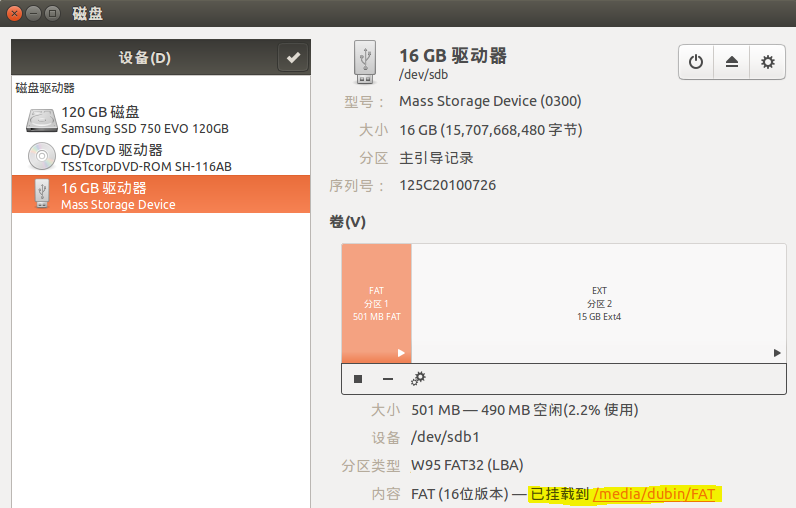 磁盘
设备(D)
磁盘驱动器
120 GB 磁盘
Samsung SSD 750 EVO 120GB
CD/DVD 驱动器
TSSTcorpDVD-ROM SH-116AB
16 GB 驱动器
Mass Storage Device
16 GB 驱动器
/dev/sdb
型号： Mass Storage Device (0300)
大小 16 GB (15,707,668,480 字节)
分区 主引导记录
序列号： 125C20100726
卷(V)
FAT
分区 1
501 MB FAT
EXT
分区 2
15 GB Ext4
大小 501 MB — 490 MB 空闲(2.2% 使用)
设备 /dev/sdb1
分区类型 W95 FAT32 (LBA)
内容 FAT (16位版本) — 已挂载到 /media/dubin/FAT